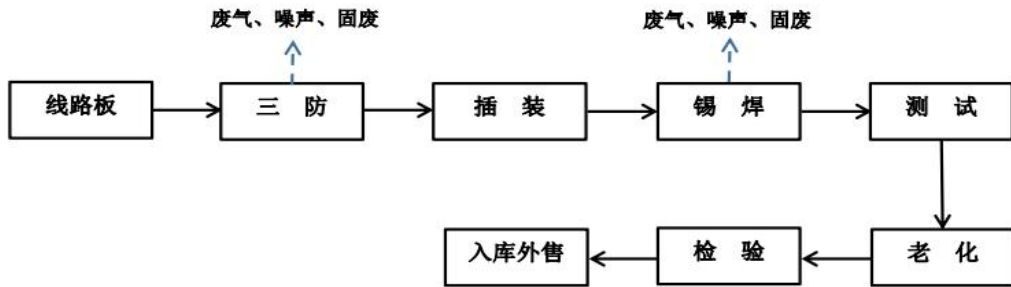 废气、噪声、固废
废气、噪声、固废
线路板
三 防
插 装
锡 焊
测 试
入库外售
检 验
老 化